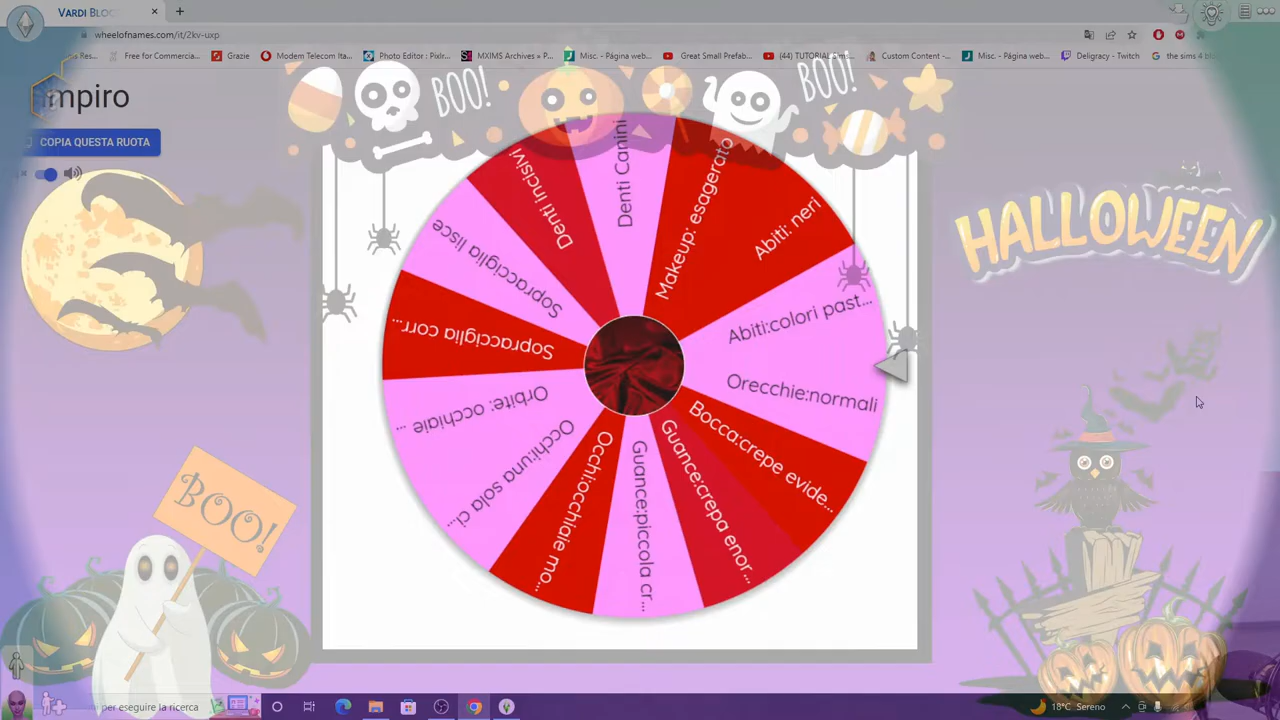 VARDI BLO
wheelofnames.com/it/2kv-uxp
Free for Commercia...
Grazie
Modem Telecom Ita...
Photo Editor : Pixlr...
MXIMS Archives » P...
Misc. - Página web...
Great Small Prefab...
(44) TUTORIAL
Custom Content -...
Misc. - Página web...
Deligracy - Twitch
the sims 4
mpiro
COPIA QUESTA RUOTA
BOO!
BOO!
HALLOWEEN
Denti Canini
Makeup: esagerato
Abiti: neri
Abiti:colori past...
Orecchie:normali
Bocca:crepe evide...
Guance:crepa enor...
Guance:piccola cr...
Occhi:occhiaie mo...
Occhi:una sola ci...
Orbite: occhiaie ...
Sopracciglia corr...
Sopracciglia lisce
Denti incisivi
BOO!
per eseguire la ricerca
18°C Sereno